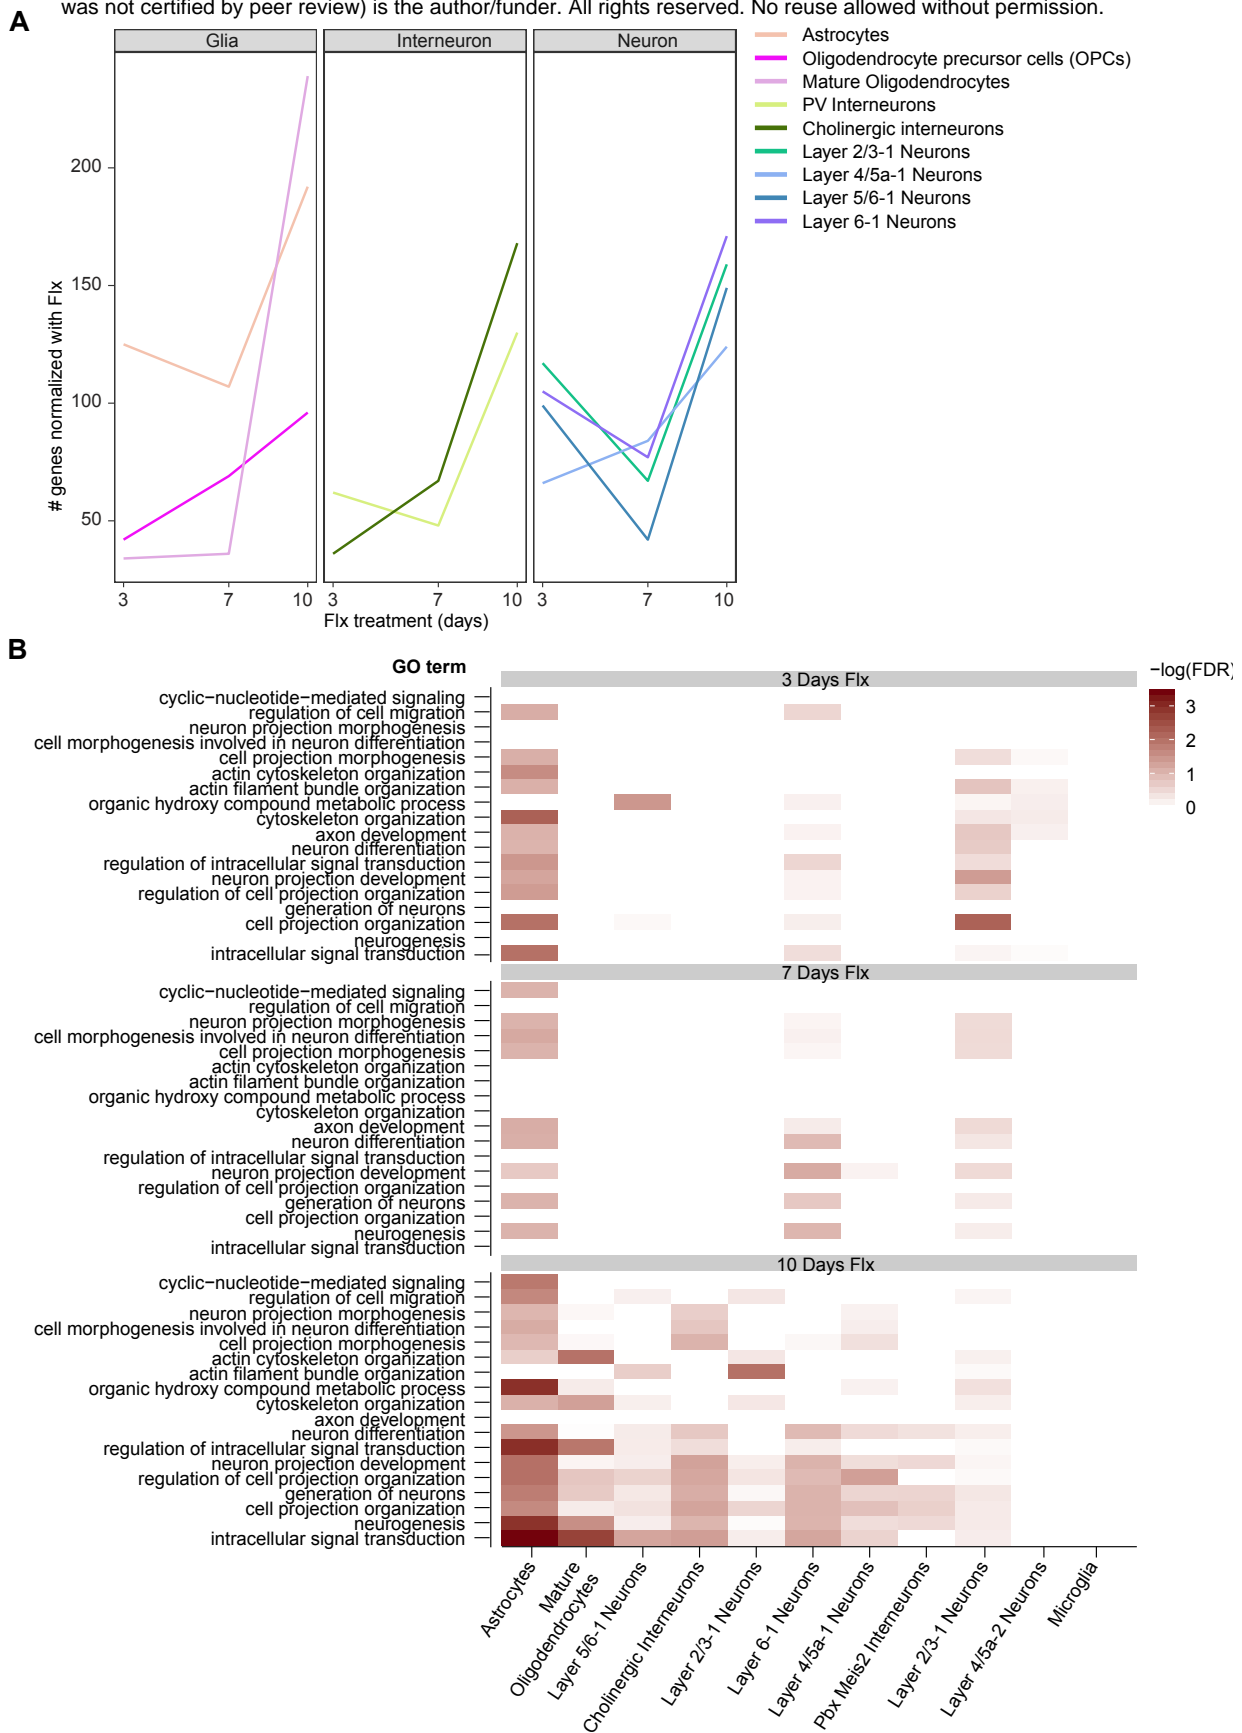 was not certified by peer review) is the author/funder. All rights reserved. No reuse allowed without permission.
A
Glia
Interneuron
Neuron
Astrocytes
Oligodendrocyte precursor cells (OPCs)
Mature Oligodendrocytes
PV Interneurons
Cholinergic interneurons
Layer 2/3-1 Neurons
Layer 4/5a-1 Neurons
Layer 5/6-1 Neurons
Layer 6-1 Neurons
# genes normalized with Flx
200
150
100
50
3 7 10 3 7 10 3 7 10
Flx treatment (days)
B
GO term
−log(FDR)
3
2
1
0
3 Days Flx
cyclic−nucleotide−mediated signaling
regulation of cell migration
neuron projection morphogenesis
cell morphogenesis involved in neuron differentiation
cell projection morphogenesis
actin cytoskeleton organization
actin filament bundle organization
organic hydroxy compound metabolic process
cytoskeleton organization
axon development
neuron differentiation
regulation of intracellular signal transduction
neuron projection development
regulation of cell projection organization
generation of neurons
cell projection organization
neurogenesis
intracellular signal transduction
7 Days Flx
cyclic−nucleotide−mediated signaling
regulation of cell migration
neuron projection morphogenesis
cell morphogenesis involved in neuron differentiation
cell projection morphogenesis
actin cytoskeleton organization
actin filament bundle organization
organic hydroxy compound metabolic process
cytoskeleton organization
axon development
neuron differentiation
regulation of intracellular signal transduction
neuron projection development
regulation of cell projection organization
generation of neurons
cell projection organization
neurogenesis
intracellular signal transduction
10 Days Flx
cyclic−nucleotide−mediated signaling
regulation of cell migration
neuron projection morphogenesis
cell morphogenesis involved in neuron differentiation
cell projection morphogenesis
actin cytoskeleton organization
actin filament bundle organization
organic hydroxy compound metabolic process
cytoskeleton organization
axon development
neuron differentiation
regulation of intracellular signal transduction
neuron projection development
regulation of cell projection organization
generation of neurons
cell projection organization
neurogenesis
intracellular signal transduction
Astrocytes
Mature
Oligodendrocytes
Layer 5/6-1 Neurons
Cholinergic Interneurons
Layer 2/3-1 Neurons
Layer 6-1 Neurons
Layer 4/5a-1 Neurons
Pbx Meis2 Interneurons
Layer 2/3-1 Neurons
Layer 4/5a-2 Neurons
Microglia